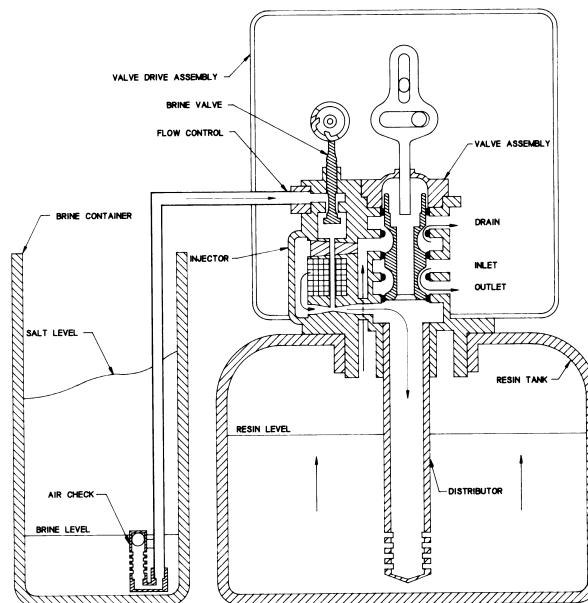 VALVE DRIVE ASSEMBLY
BRINE VALVE
FLOW CONTROL
VALVE ASSEMBLY
BRINE CONTAINER
DRAIN
INJECTOR
INLET
OUTLET
SALT LEVEL
RESIN TANK
RESIN LEVEL
AIR CHECK
DISTRIBUTOR
BRINE LEVEL